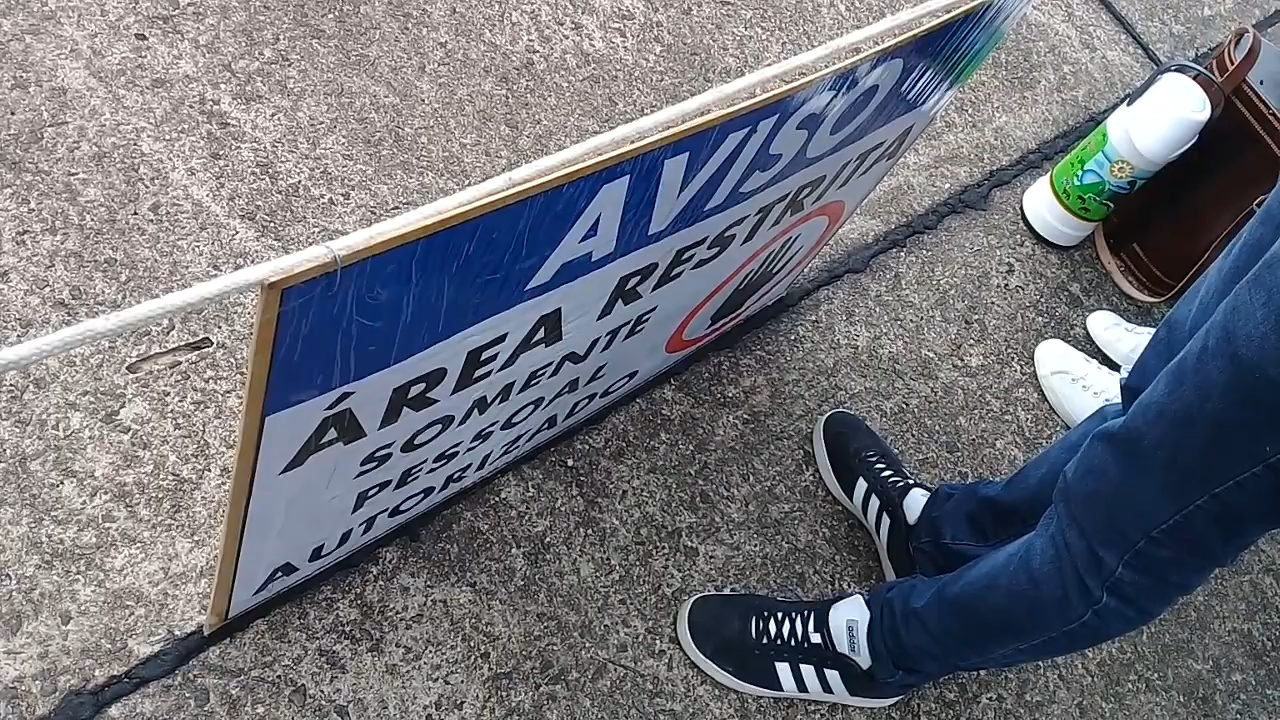 AVISO
ÁREA RESTRITA
SOMENTE
PESSOAL
AUTORIZADO
adidas